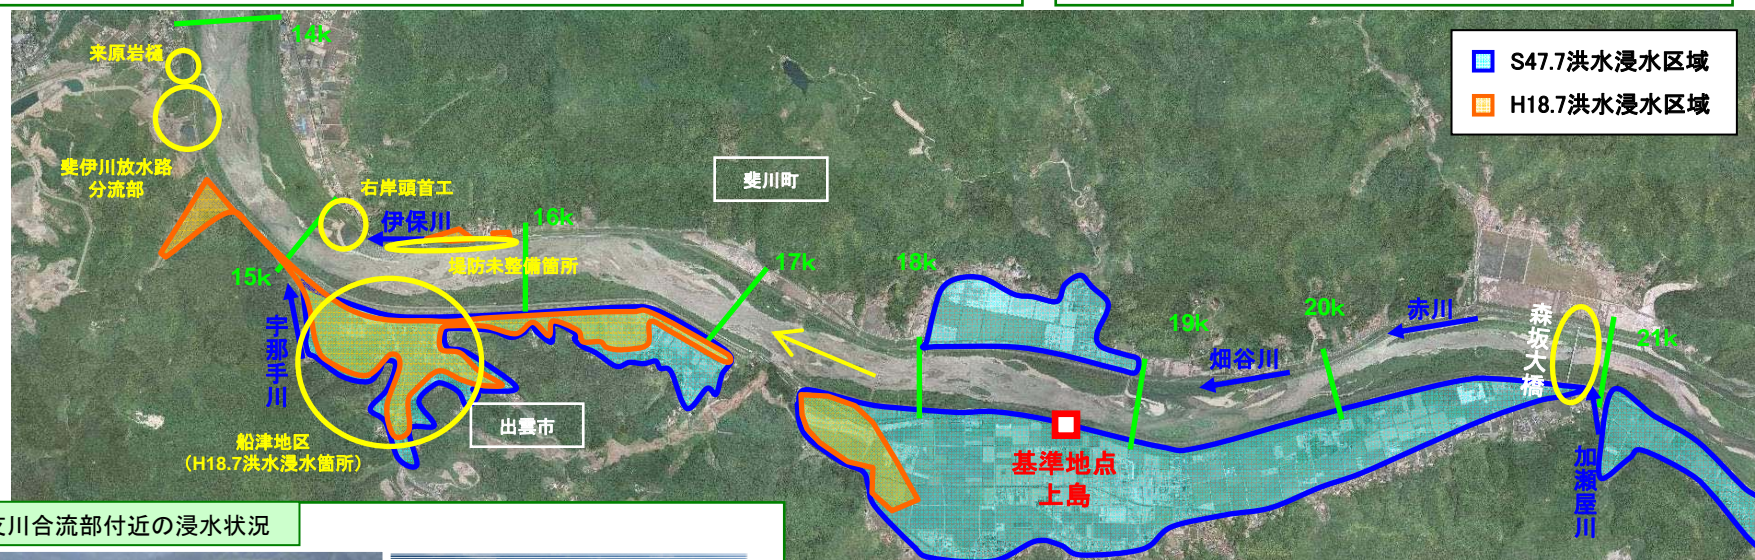 14k
来原岩樋
斐伊川放水路
分流部
右岸頭首工
伊保川
16k
堤防未整備箇所
15k
宇那手川
船津地区
(H18.7洪水浸水箇所)
出雲市
斐川町
17k
18k
19k
20k
21k
畑谷川
赤川
森坂大橋
加瀬屋川
基準地点
上島
S47.7洪水浸水区域
H18.7洪水浸水区域
支川合流部付近の浸水状況